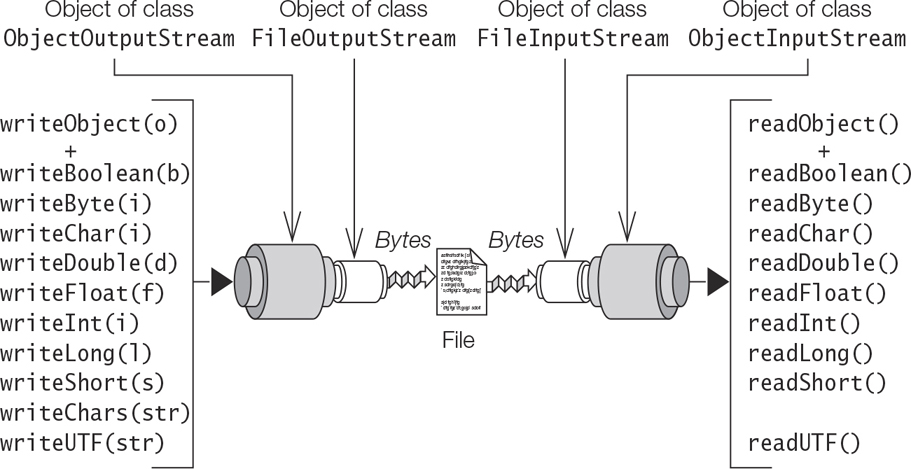 Object of class
ObjectOutputStream
Object of class
FileOutputStream
Object of class
FileInputStream
Object of class
ObjectInputStream
writeObject(o)
+
writeBoolean(b)
writeByte(i)
writeChar(i)
writeDouble(d)
writeFloat(f)
writeInt(i)
writeLong(l)
writeShort(s)
writeChars(str)
writeUTF(str)
Bytes
Bytes
File
readObject()
+
readBoolean()
readByte()
readChar()
readDouble()
readFloat()
readInt()
readLong()
readShort()
readUTF()